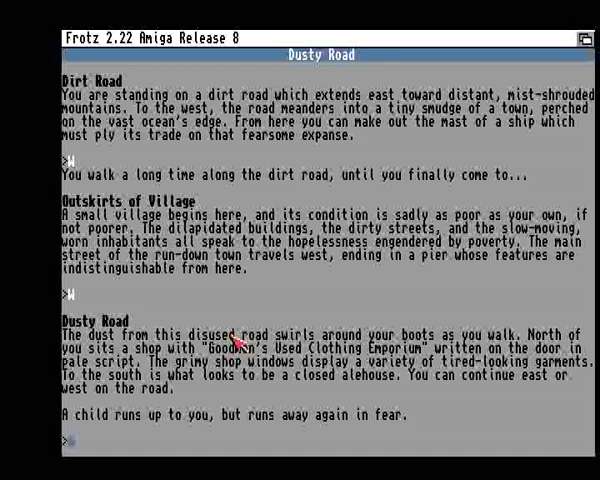 Frotz 2.22 Amiga Release 8
Dusty Road
Dirt Road
You are standing on a dirt road which extends east toward distant, mist-shrouded
mountains. To the west, the road meanders into a tiny smudge of a town, perched
on the vast ocean's edge. From here you can make out the mast of a ship which
must ply its trade on that fearsome expanse.
>W
You walk a long time along the dirt road, until you finally come to...
Outskirts of Village
A small village begins here, and its condition is sadly as poor as your own, if
not poorer. The dilapidated buildings, the dirty streets, and the slow-moving,
worn inhabitants all speak to the hopelessness engendered by poverty. The main
street of the run-down town travels west, ending in a pier whose features are
indistinguishable from here.
>W
Dusty Road
The dust from this disused road swirls around your boots as you walk. North of
you sits a shop with Used Clothing Emporium" written on the door in
pale script. The grimy shop windows display a variety of tired-looking garments.
To the south is what looks to be a closed alehouse. You can continue east or
west on the road.
A child runs up to you, but runs away again in fear.
>